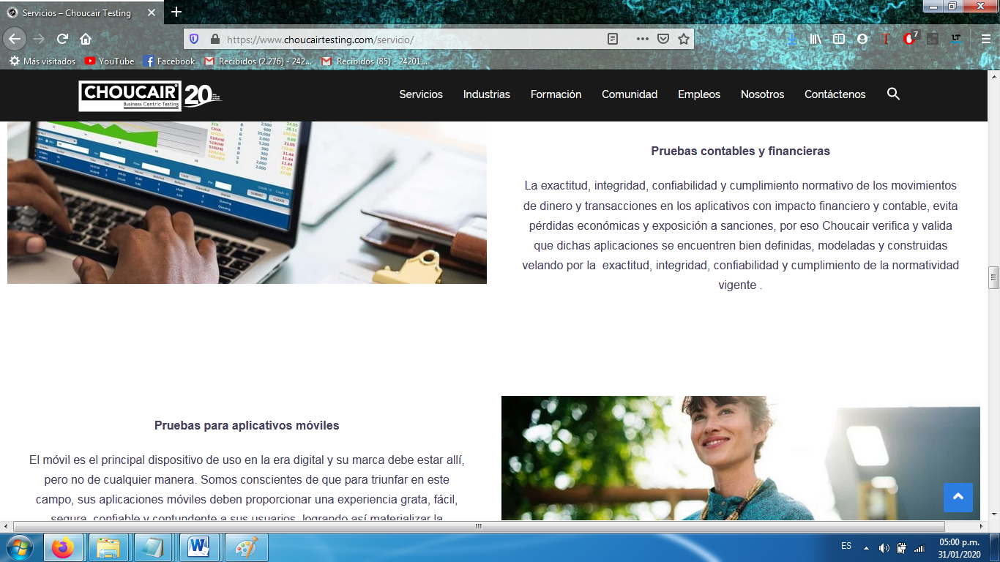 Servicios – Choucair Testing
https://www.choucairtesting.com/servicio/
7
Más visitados
YouTube
Facebook
Recibidos (2.276) - 242...
Recibidos (85) - 24201...
CHOUCAIR®
Business Centric Testing
20
Servicios
Industrias
Formación
Comunidad
Empleos
Nosotros
Contáctenos
Pruebas contables y financieras
La exactitud, integridad, confiabilidad y cumplimiento normativo de los movimientos
de dinero y transacciones en los aplicativos con impacto financiero y contable, evita
pérdidas económicas y exposición a sanciones, por eso Choucair verifica y valida
que dichas aplicaciones se encuentren bien definidas, modeladas y construidas
velando por la  exactitud, integridad, confiabilidad y cumplimiento de la normatividad
vigente .
Pruebas para aplicativos móviles
El móvil es el principal dispositivo de uso en la era digital y su marca debe estar allí,
pero no de cualquier manera. Somos conscientes de que para triunfar en este
campo, sus aplicaciones móviles deben proporcionar una experiencia grata, fácil,
segura, confiable y contundente a sus usuarios, logrando así materializar la
ES
05:00 p.m.
31/01/2020